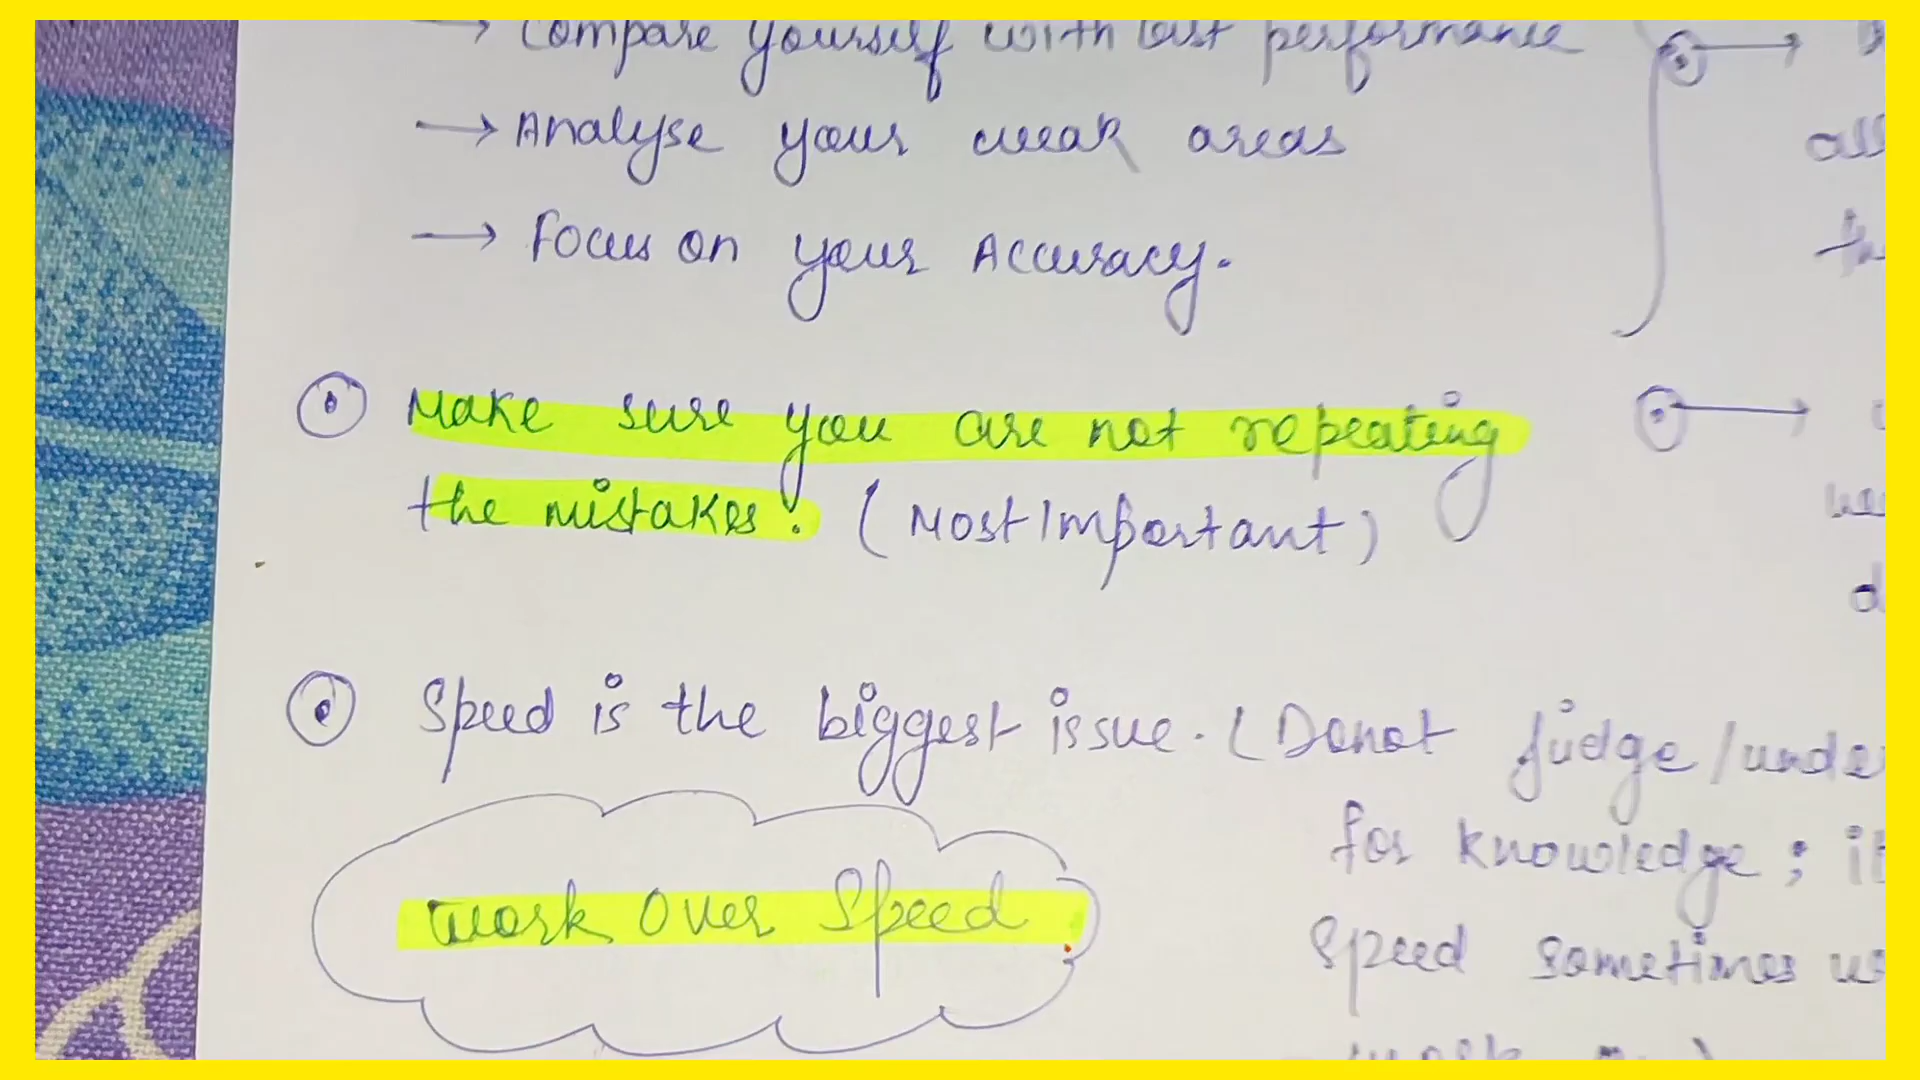 → Compare yourself with last performance
→ Analyse your weak areas
→ Focus on your Accuracy.
Make sure you are not repeating
the mistakes. (Most Important)
Speed is the biggest issue. (Donot judge/unde
for knowledge; it
Speed sometimes
Work Over Speed
all